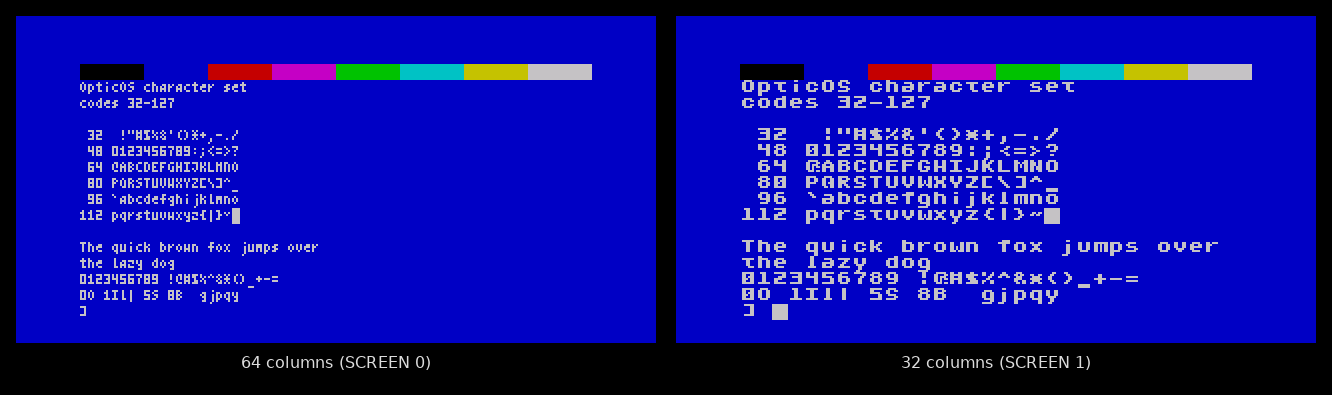 OpticOS character set
codes 32-127
32  !"#$%&'()*+,-./
48 0123456789:;<=>?
64 @ABCDEFGHIJKLMNO
80 PQRSTUVWXYZ[\]^_
96 `abcdefghijklmno
112 pqrstuvwxyz{|}~
The quick brown fox jumps over
the lazy dog
0123456789 !@#$%^&*()_+-=
0O 1Il| 5S 8B  gjpqy
]
64 columns (SCREEN 0)
OpticOS character set
codes 32-127
32  !"#$%&'()*+,-./
48 0123456789:;<=>?
64 @ABCDEFGHIJKLMNO
80 PQRSTUVWXYZ[\]^_
96 `abcdefghijklmno
112 pqrstuvwxyz{|}~
The quick brown fox jumps over
the lazy dog
0123456789 !@#$%^&*()_+-=
0O 1Il| 5S 8B  gjpqy
]
32 columns (SCREEN 1)